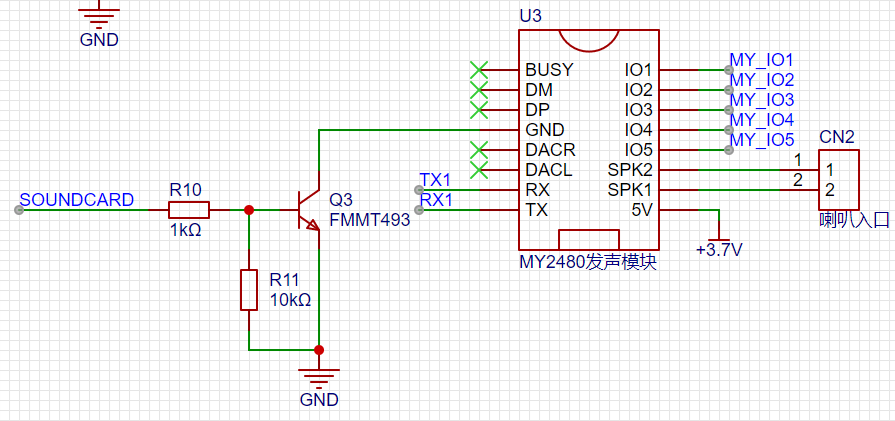 GND
U3
BUSY
DM
DP
GND
DACR
DACL
RX
TX
IO1
IO2
IO3
IO4
IO5
SPK2
SPK1
5V
MY2480发声模块
MY_IO1
MY_IO2
MY_IO3
MY_IO4
MY_IO5
CN2
1
2
1
2
喇叭入口
+3.7V
TX1
RX1
SOUNDCARD
R10
1kΩ
Q3
FMMT493
R11
10kΩ
GND